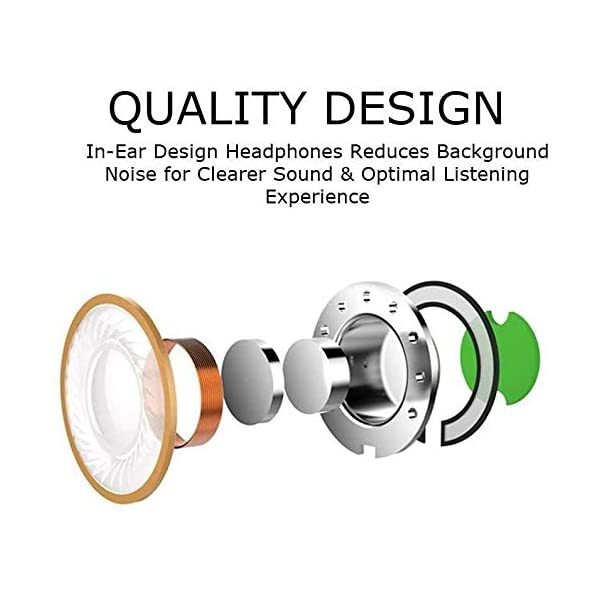 QUALITY DESIGN
In-Ear Design Headphones Reduces Background
Noise for Clearer Sound & Optimal Listening
Experience